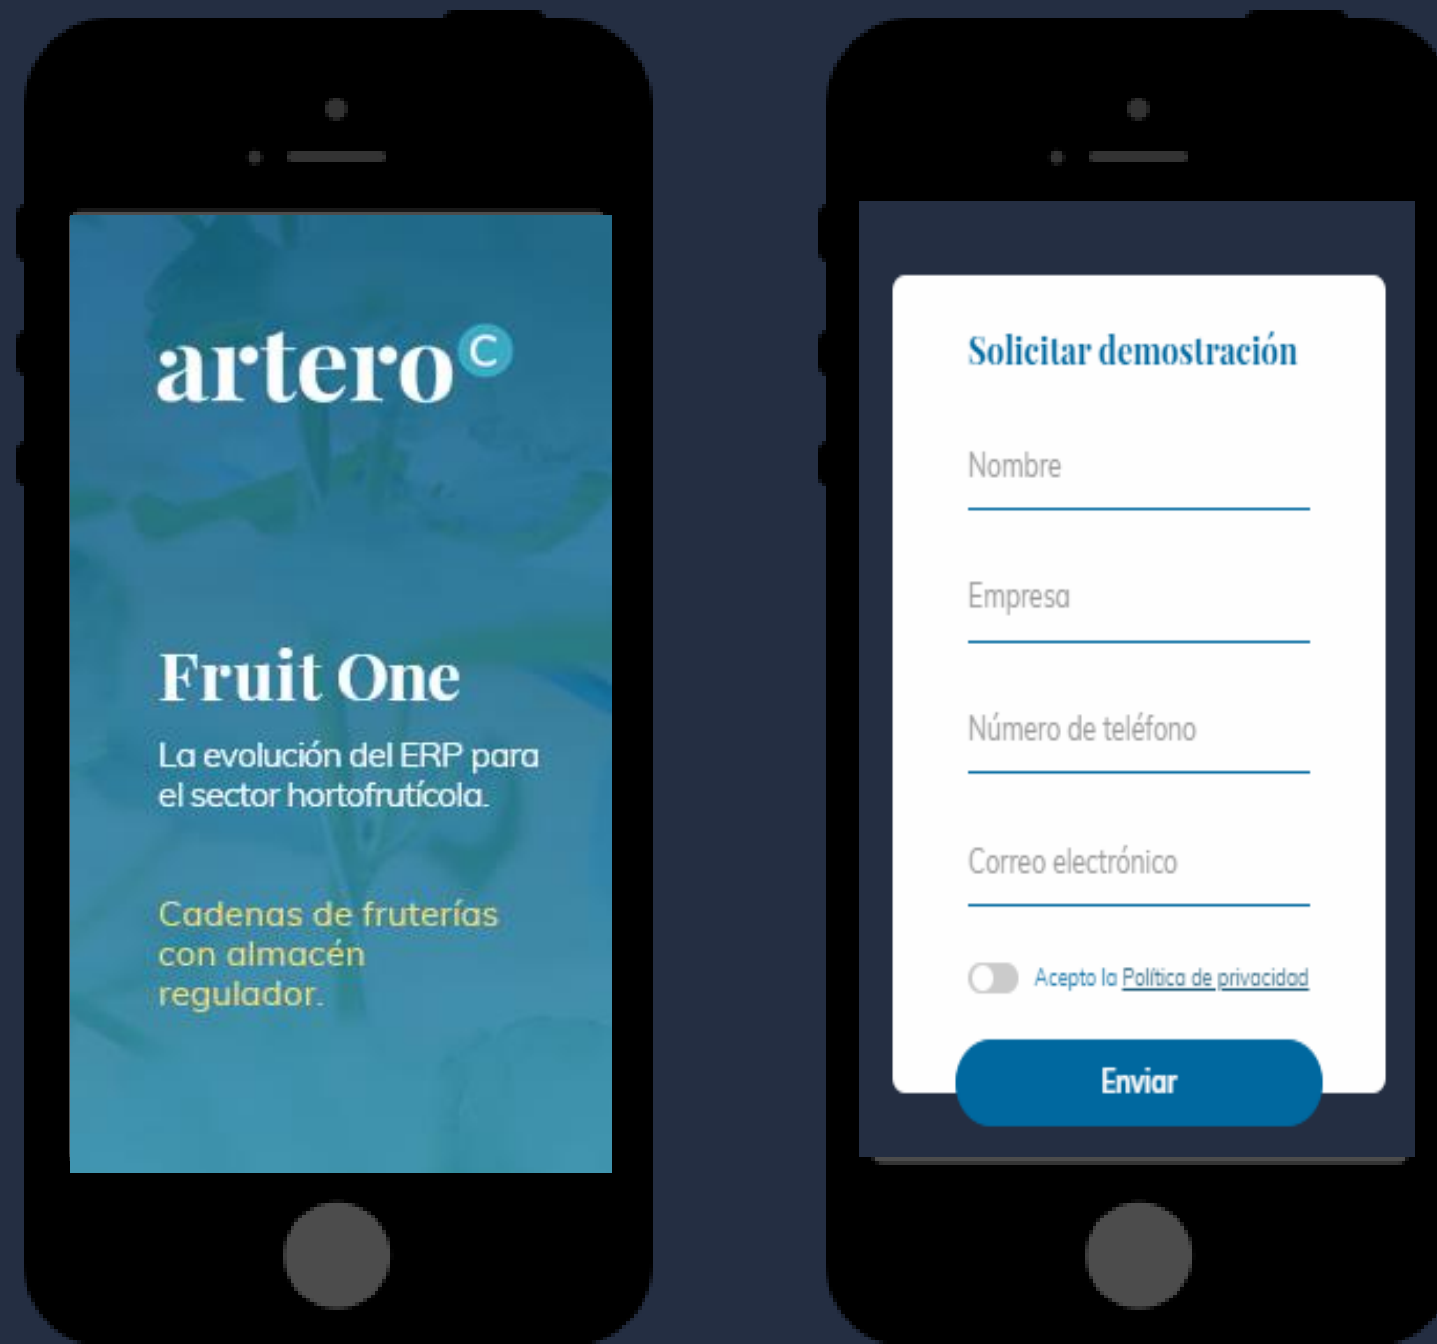 artero C
Fruit One
La evolución del ERP para
el sector hortofrutícola.
Cadenas de fruterías
con almacén
regulador.
Solicitar demostración
Nombre
Empresa
Número de teléfono
Correo electrónico
Acepto la Política de privacidad
Enviar